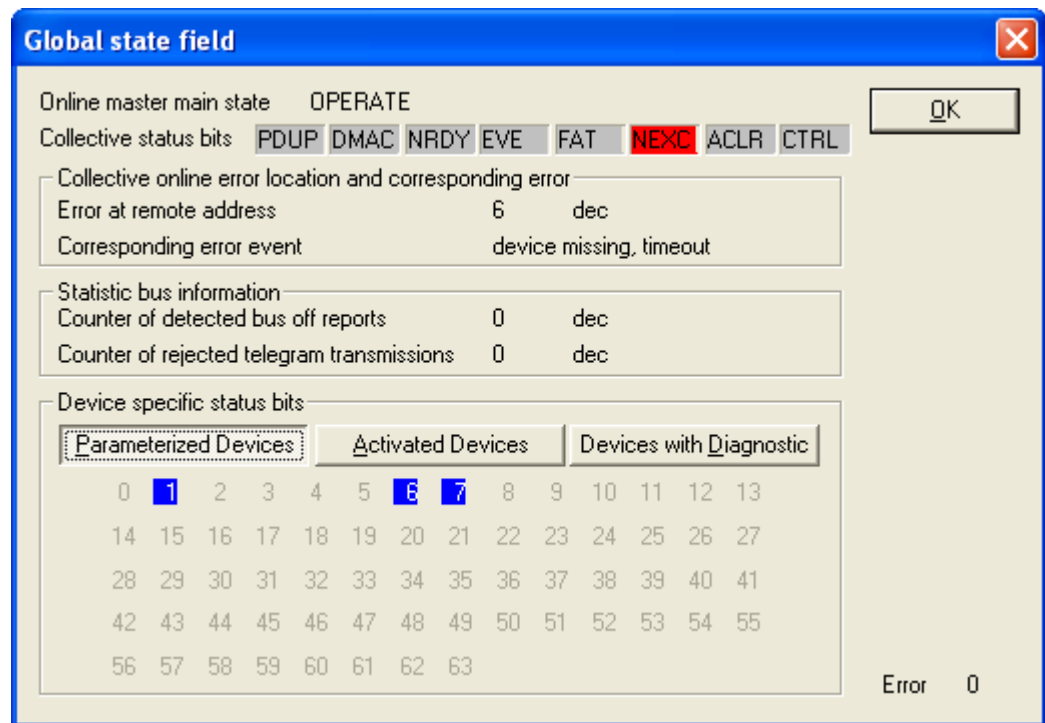 Global state field
Online master main state OPERATE
OK
Collective status bits PDUP DMAC NRDY EVE FAT NEXC ACLR CTRL
Collective online error location and corresponding error
Error at remote address 6 dec
Corresponding error event device missing, timeout
Statistic bus information
Counter of detected bus off reports 0 dec
Counter of rejected telegram transmissions 0 dec
Device specific status bits
Parameterized Devices Activated Devices Devices with Diagnostic
0 1 2 3 4 5 6 7 8 9 10 11 12 13
14 15 16 17 18 19 20 21 22 23 24 25 26 27
28 29 30 31 32 33 34 35 36 37 38 39 40 41
42 43 44 45 46 47 48 49 50 51 52 53 54 55
56 57 58 59 60 61 62 63
Error 0